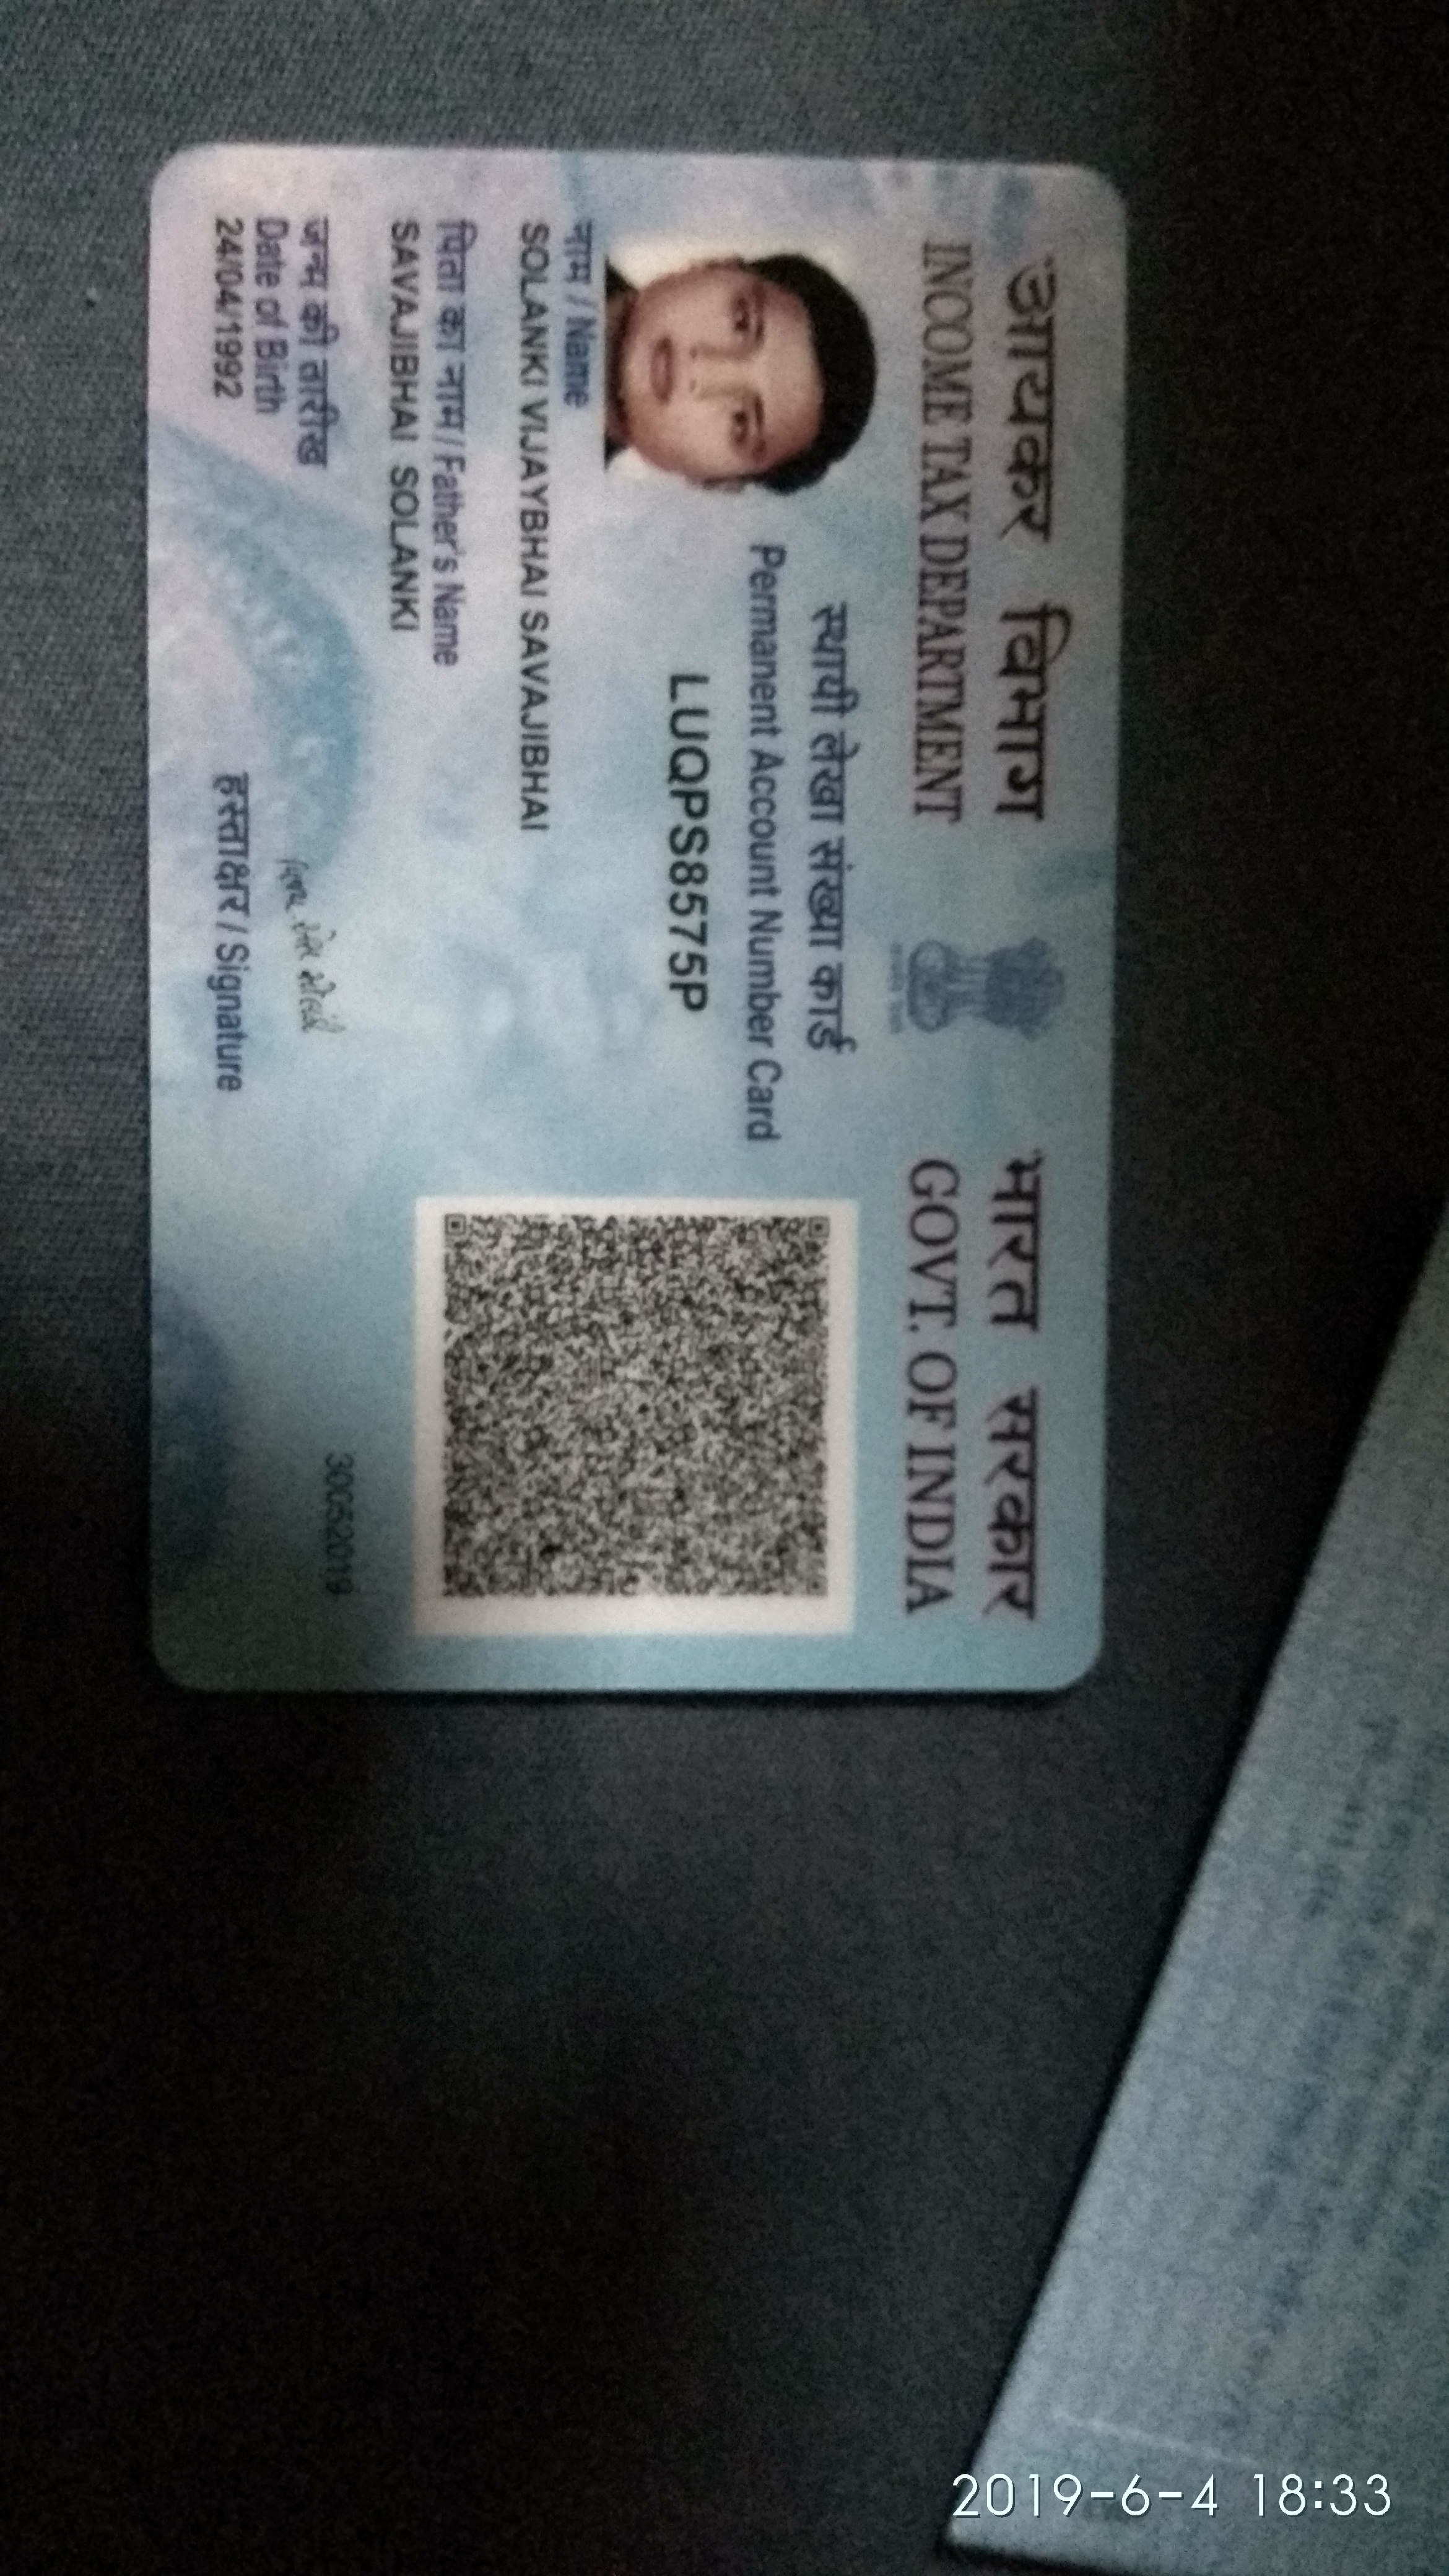 आयकर विभाग
INCOME TAX DEPARTMENT
भारत सरकार
GOVT. OF INDIA
स्थायी लेखा संख्या कार्ड
Permanent Account Number Card
LUQPS8575P
नाम / Name
SOLANKI VIJAYBHAI SAVAJIBHAI
पिता का नाम / Father's Name
SAVAJIBHAI SOLANKI
जन्म की तारीख
Date of Birth
24/04/1992
हस्ताक्षर / Signature
30052019
2019-6-4 18:33